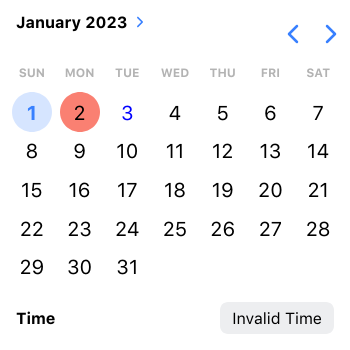 January 2023
SUN MON TUE WED THU FRI SAT
1 2 3 4 5 6 7
8 9 10 11 12 13 14
15 16 17 18 19 20 21
22 23 24 25 26 27 28
29 30 31
Time Invalid Time